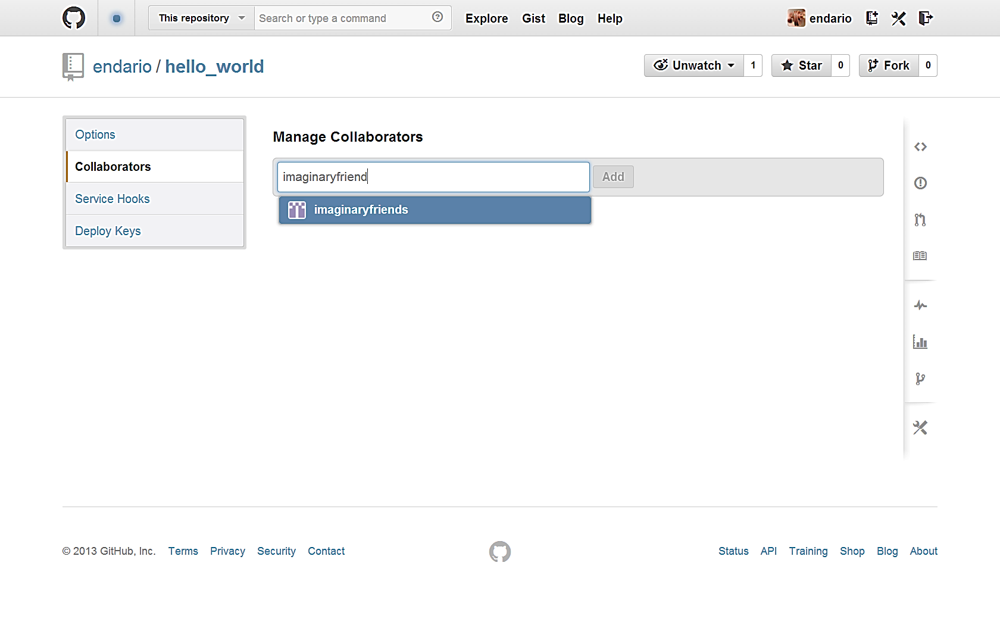 This repository Search or type a command Explore Gist Blog Help endario
endario / hello_world Unwatch 1 Star 0 Fork 0
Options
Collaborators
Service Hooks
Deploy Keys
Manage Collaborators
imaginaryfriend Add
imaginaryfriends
© 2013 GitHub, Inc. Terms Privacy Security Contact Status API Training Shop Blog About